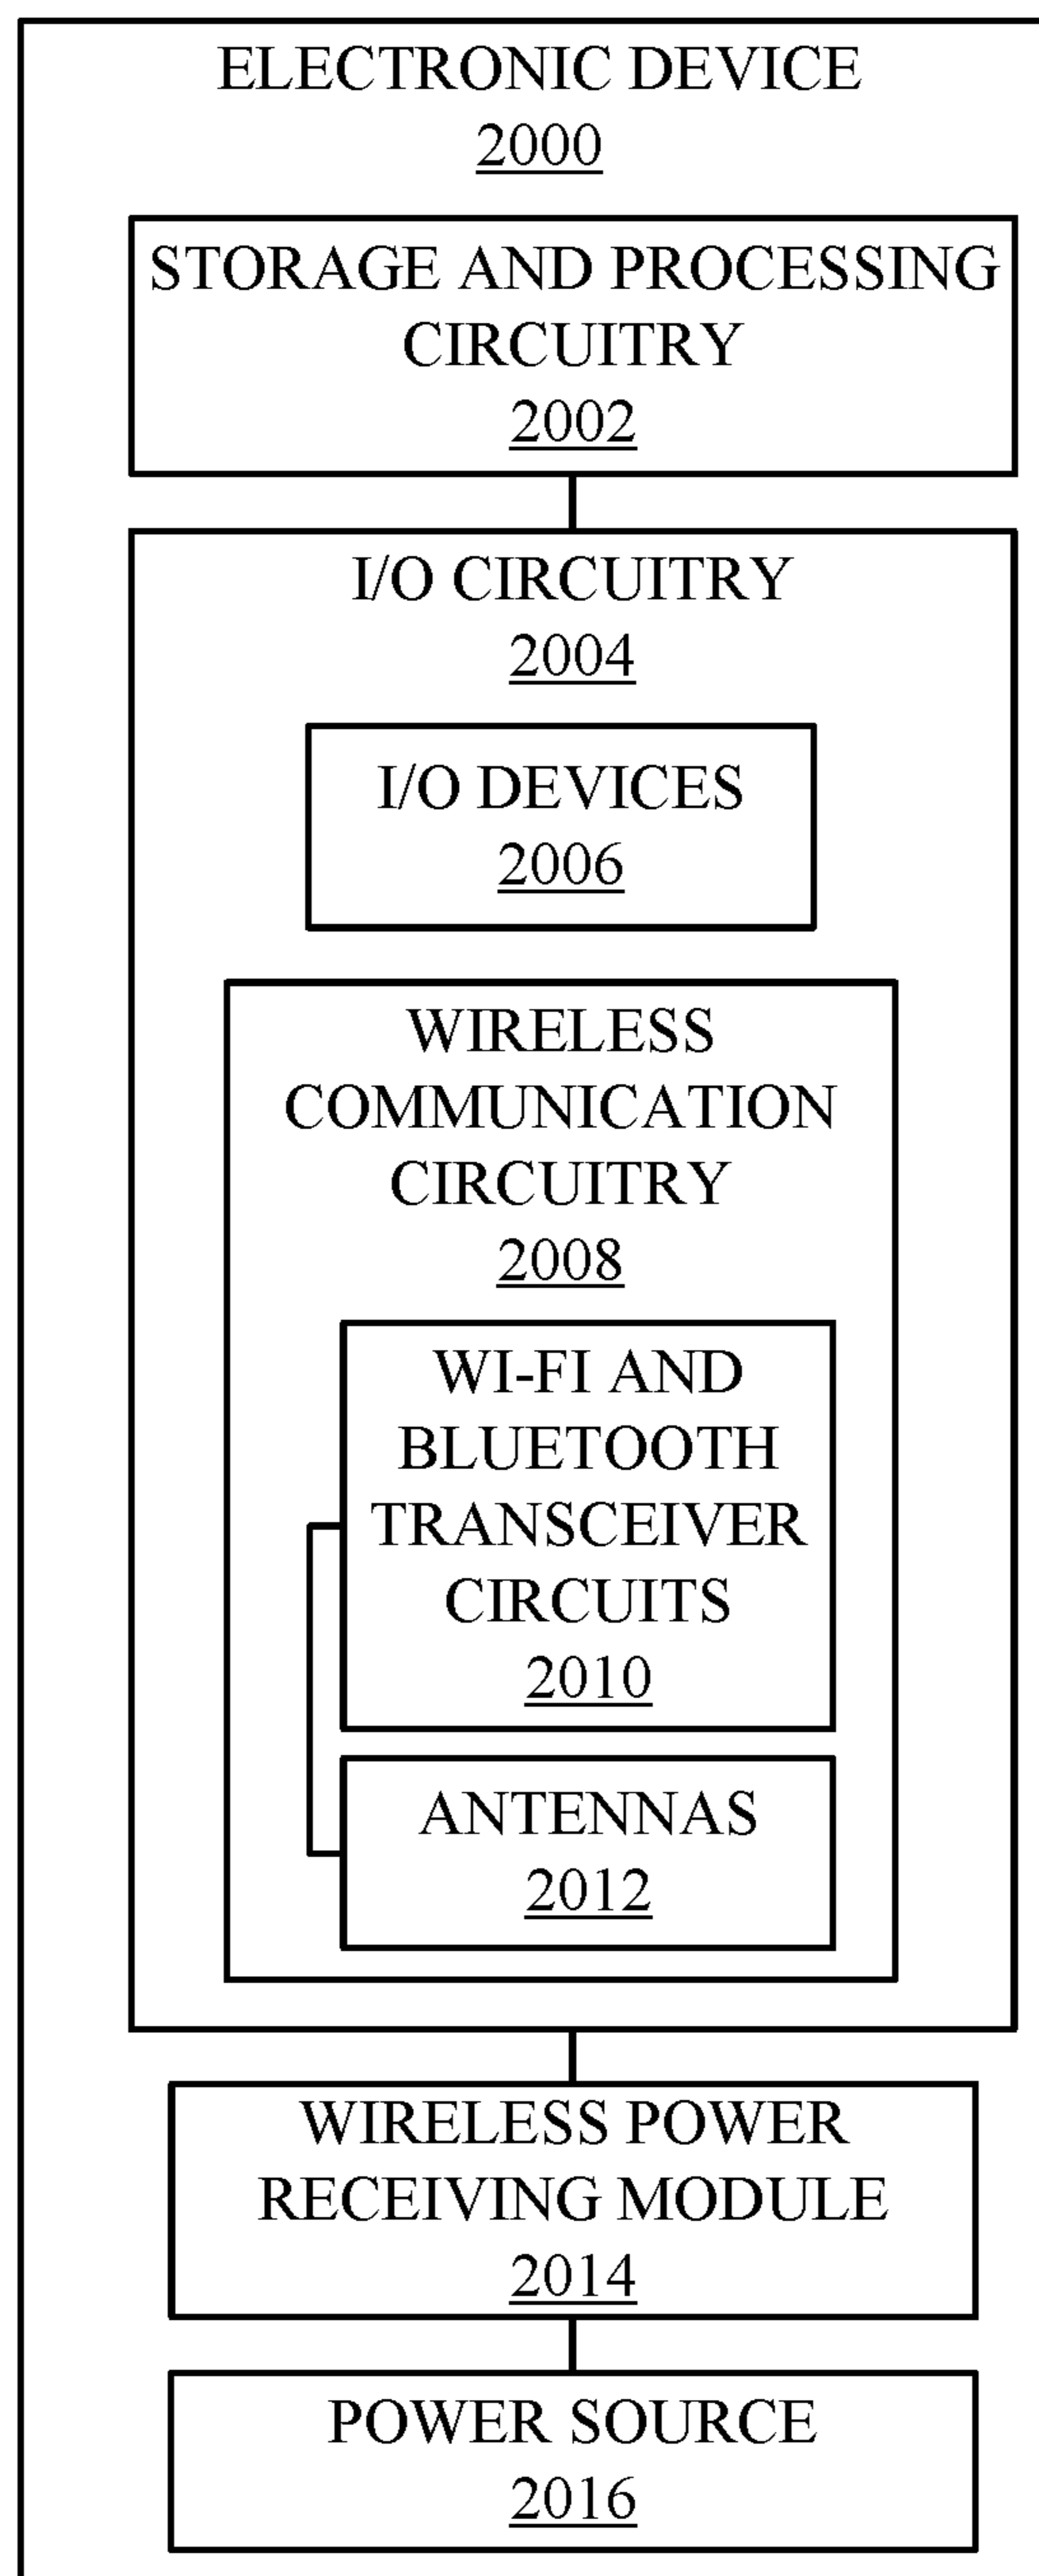 ELECTRONIC DEVICE
2000
STORAGE AND PROCESSING
CIRCUITRY
2002
I/O CIRCUITRY
2004
I/O DEVICES
2006
WIRELESS
COMMUNICATION
CIRCUITRY
2008
WI-FI AND
BLUETOOTH
TRANSCEIVER
CIRCUITS
2010
ANTENNAS
2012
WIRELESS POWER
RECEIVING MODULE
2014
POWER SOURCE
2016